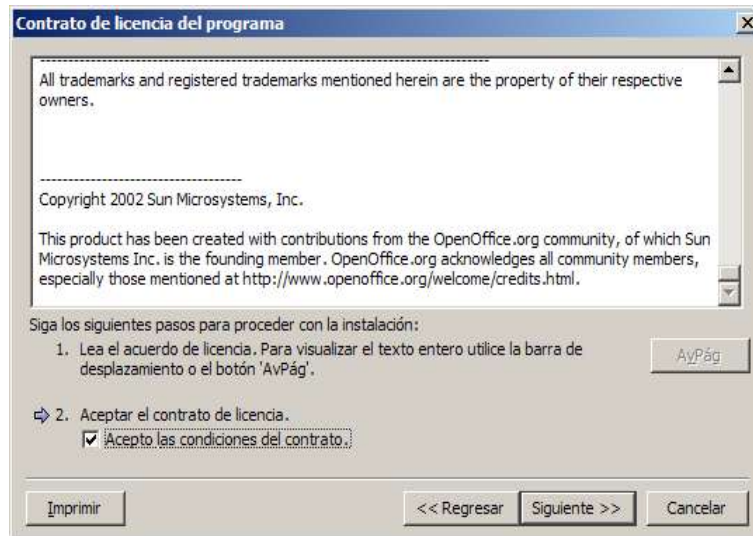 Contrato de licencia del programa
--------------------------------------------------------------------------------
All trademarks and registered trademarks mentioned herein are the property of their respective
owners.
------------------------------------
Copyright 2002 Sun Microsystems, Inc.
This product has been created with contributions from the OpenOffice.org community, of which Sun
Microsystems Inc. is the founding member. OpenOffice.org acknowledges all community members,
especially those mentioned at http://www.openoffice.org/welcome/credits.html.
Siga los siguientes pasos para proceder con la instalación:
1. Lea el acuerdo de licencia. Para visualizar el texto entero utilice la barra de
desplazamiento o el botón 'AvPág'.
AvPág
2. Aceptar el contrato de licencia.
Acepto las condiciones del contrato.
Imprimir
<< Regresar
Siguiente >>
Cancelar